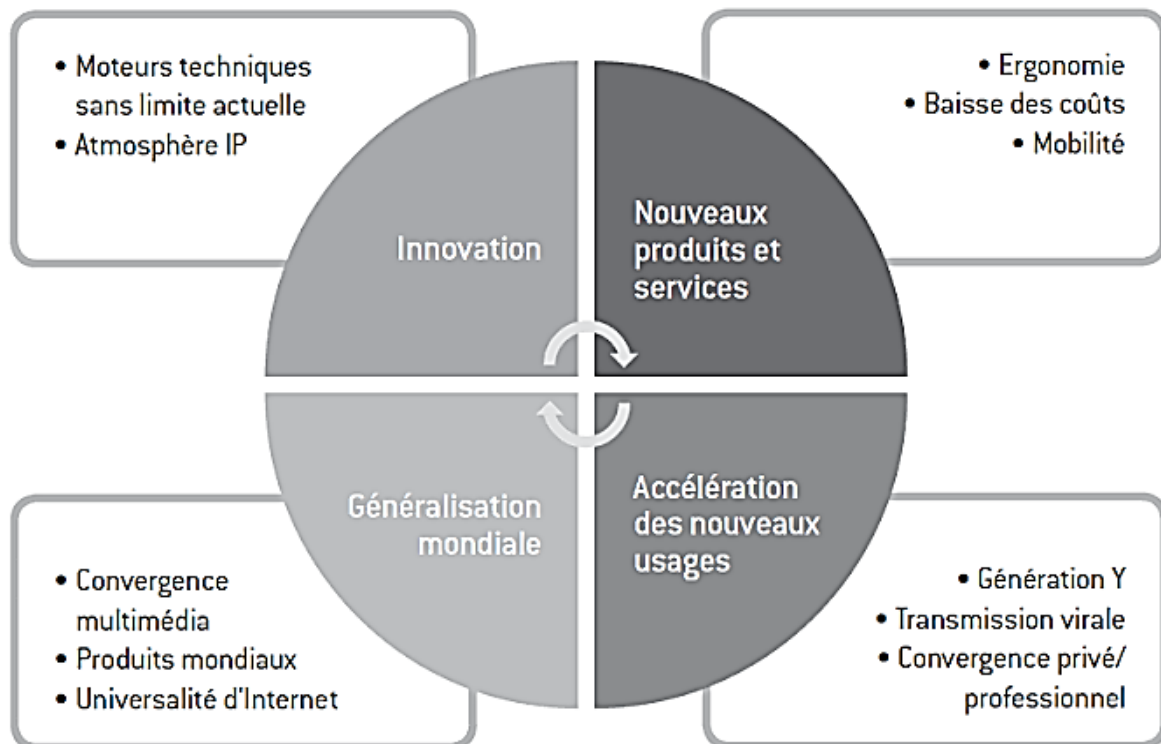 • Moteurs techniques
sans limite actuelle
• Atmosphère IP
• Ergonomie
• Baisse des coûts
• Mobilité
Innovation
Nouveaux
produits et
services
Généralisation
mondiale
Accélération
des nouveaux
usages
• Convergence
multimédia
• Produits mondiaux
• Universalité d'Internet
• Génération Y
• Transmission virale
• Convergence privé/
professionnel